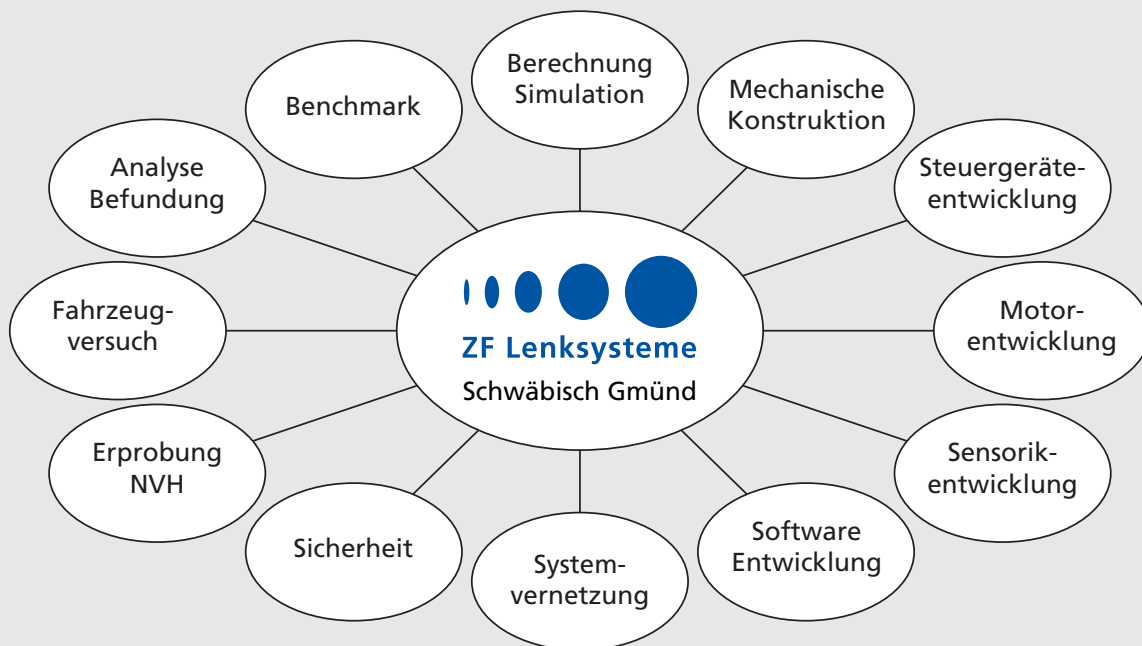 Berechnung
Simulation
Mechanische
Konstruktion
Steuergeräte-
entwicklung
Motor-
entwicklung
Sensorik-
entwicklung
Software
Entwicklung
System-
vernetzung
Sicherheit
Erprobung
NVH
Fahrzeug-
versuch
Analyse
Befundung
Benchmark
ZF Lenksysteme
Schwäbisch Gmünd